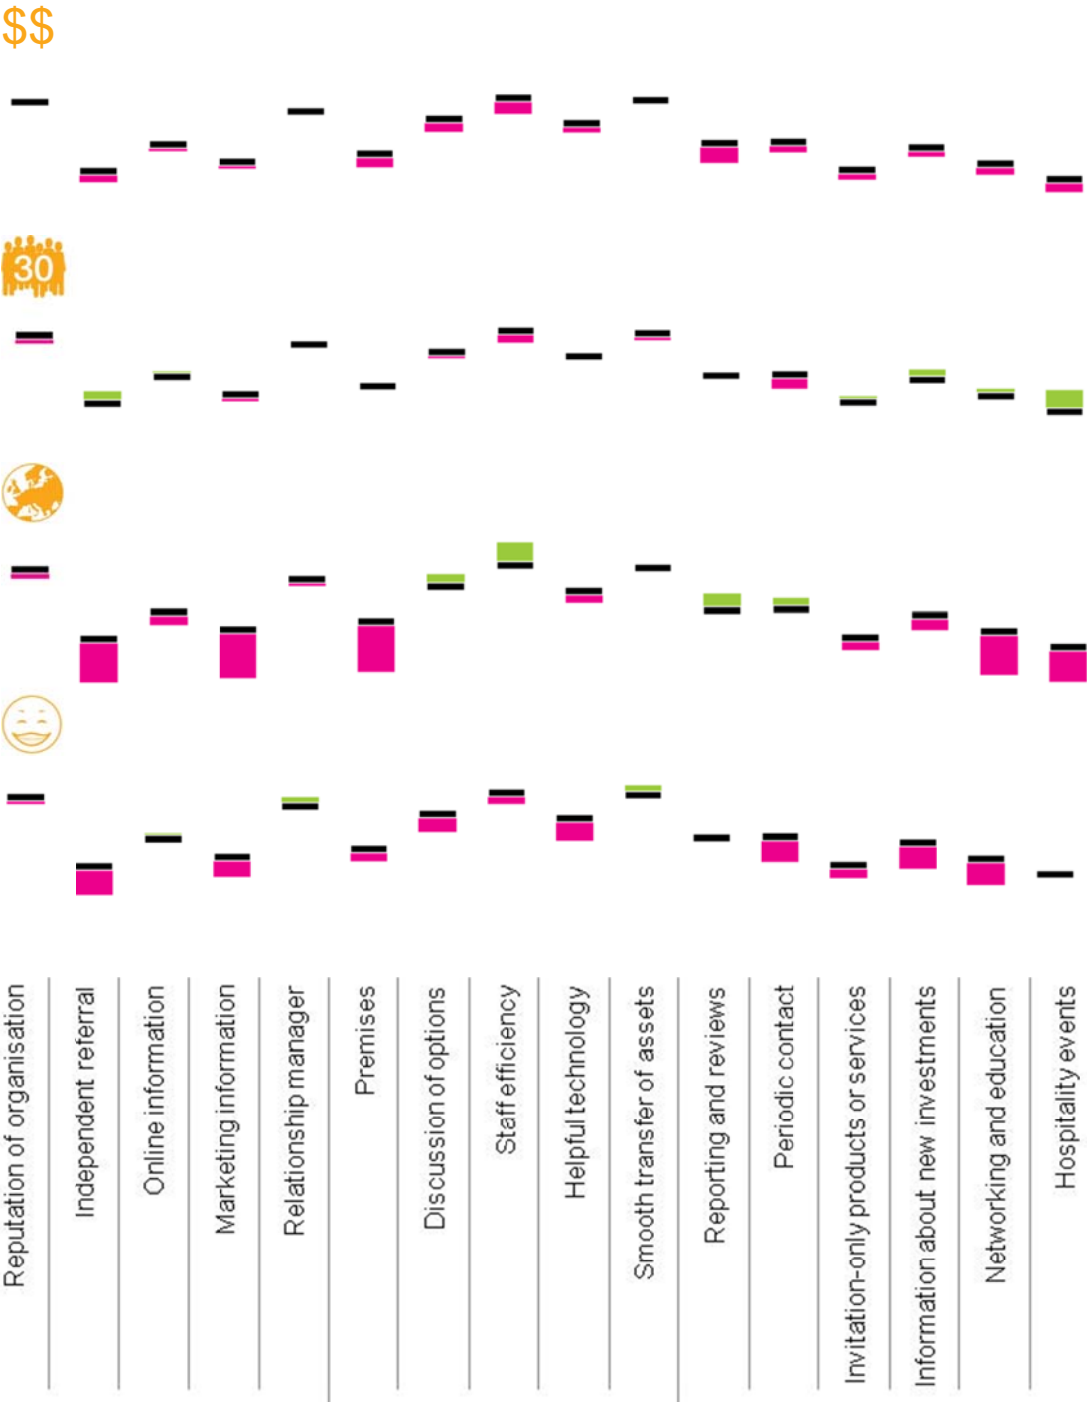 $$
30
Reputation of organisation
Independent referral
Online information
Marketing information
Relationship manager
Premises
Discussion of options
Staff efficiency
Helpful technology
Smooth transfer of assets
Reporting and reviews
Periodic contact
Invitation-only products or services
Information about new investments
Networking and education
Hospitality events